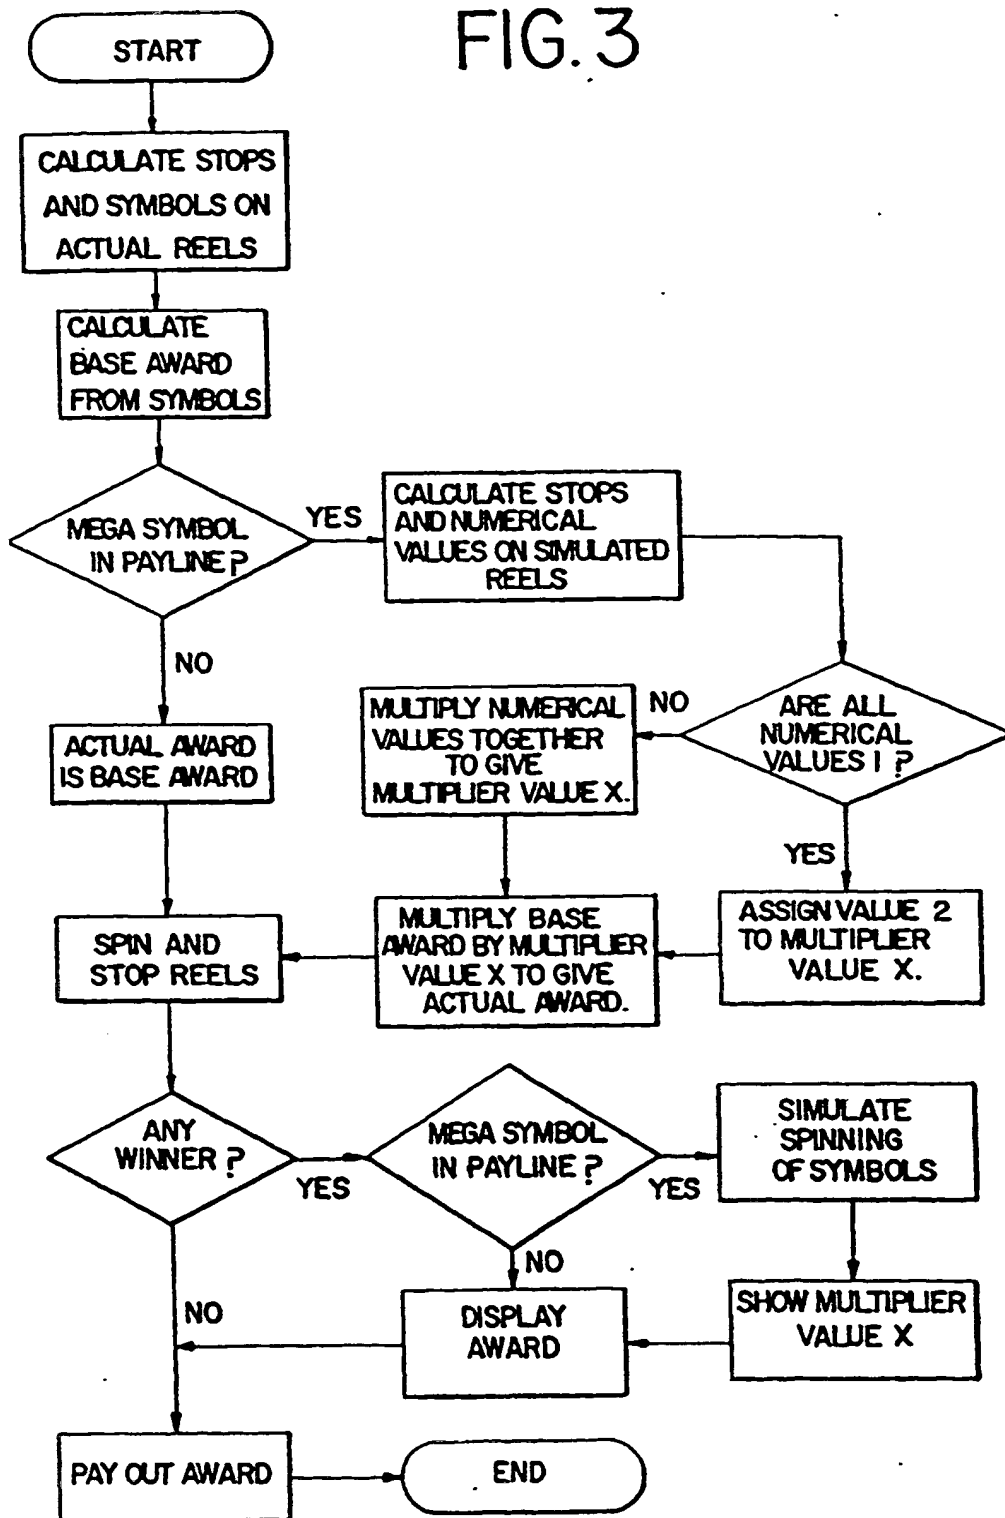 FIG. 3
START
CALCULATE STOPS
AND SYMBOLS ON
ACTUAL REELS
CALCULATE
BASE AWARD
FROM SYMBOLS
MEGA SYMBOL
IN PAYLINE?
YES
CALCULATE STOPS
AND NUMERICAL
VALUES ON SIMULATED
REELS
NO
ARE ALL
NUMERICAL
VALUES 1?
NO
MULTIPLY NUMERICAL
VALUES TOGETHER
TO GIVE
MULTIPLIER VALUE X.
ACTUAL AWARD
IS BASE AWARD
YES
ASSIGN VALUE 2
TO MULTIPLIER
VALUE X.
MULTIPLY BASE
AWARD BY MULTIPLIER
VALUE X TO GIVE
ACTUAL AWARD.
SPIN AND
STOP REELS
ANY
WINNER?
YES
MEGA SYMBOL
IN PAYLINE?
YES
SIMULATE
SPINNING
OF SYMBOLS
NO
NO
DISPLAY
AWARD
SHOW MULTIPLIER
VALUE X
PAY OUT AWARD
END